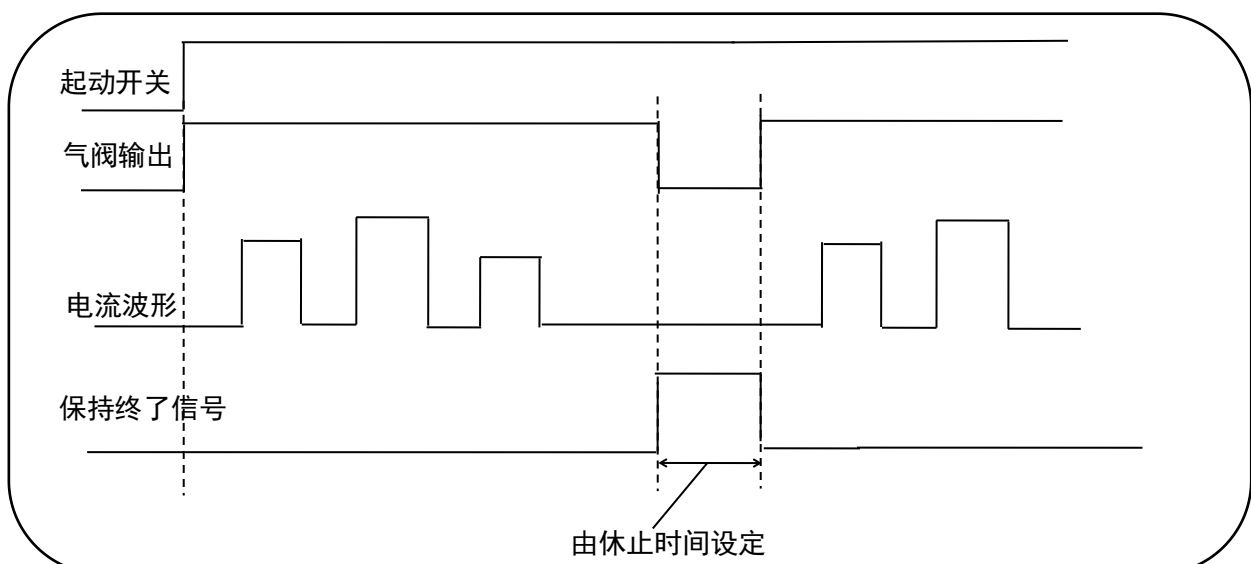 起动开关
气阀输出
电流波形
保持终了信号
由休止时间设定